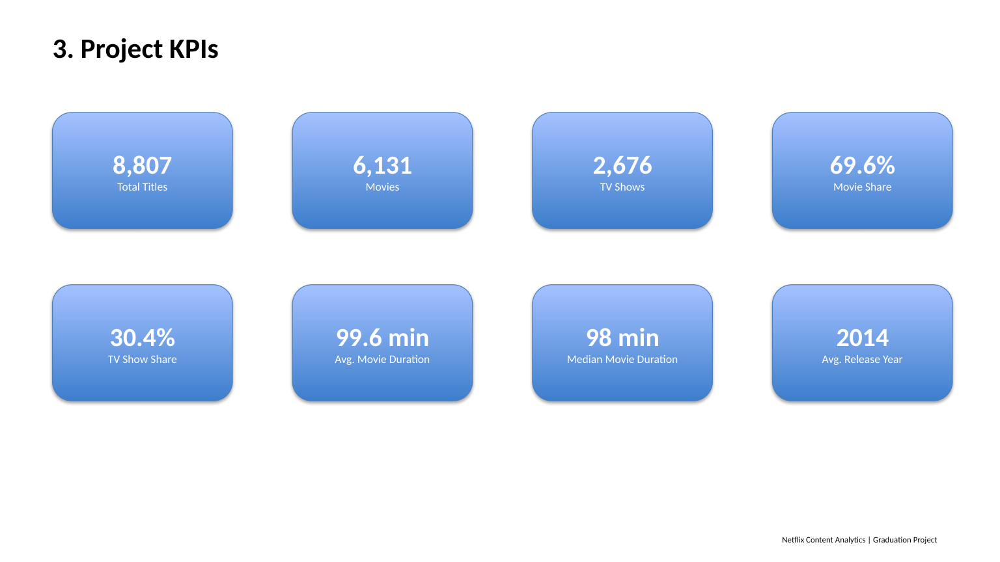 3. Project KPIs
8,807
Total Titles
6,131
Movies
2,676
TV Shows
69.6%
Movie Share
30.4%
TV Show Share
99.6 min
Avg. Movie Duration
98 min
Median Movie Duration
2014
Avg. Release Year
Netflix Content Analytics | Graduation Project